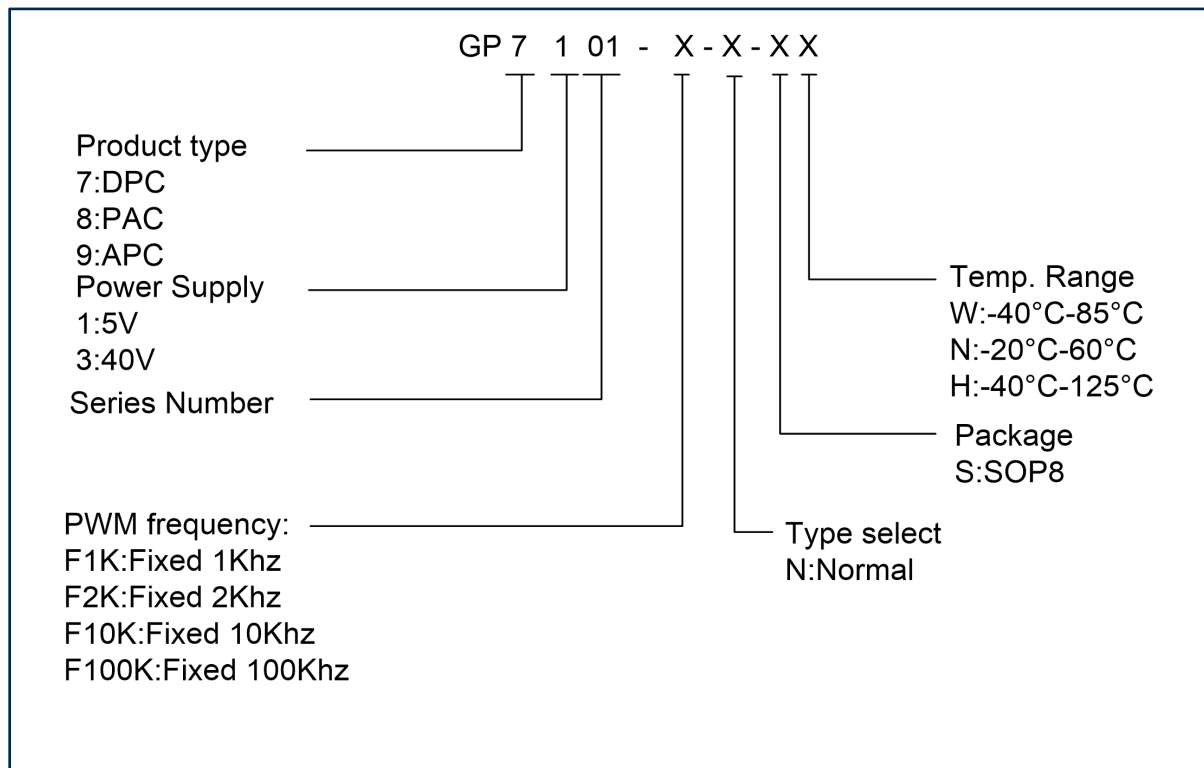 GP 7 1 01 - X - X - X X
Product type
7:DPC
8:PAC
9:APC
Power Supply
1:5V
3:40V
Series Number
PWM frequency:
F1K:Fixed 1Khz
F2K:Fixed 2Khz
F10K:Fixed 10Khz
F100K:Fixed 100Khz
Temp. Range
W:-40°C-85°C
N:-20°C-60°C
H:-40°C-125°C
Package
S:SOP8
Type select
N:Normal